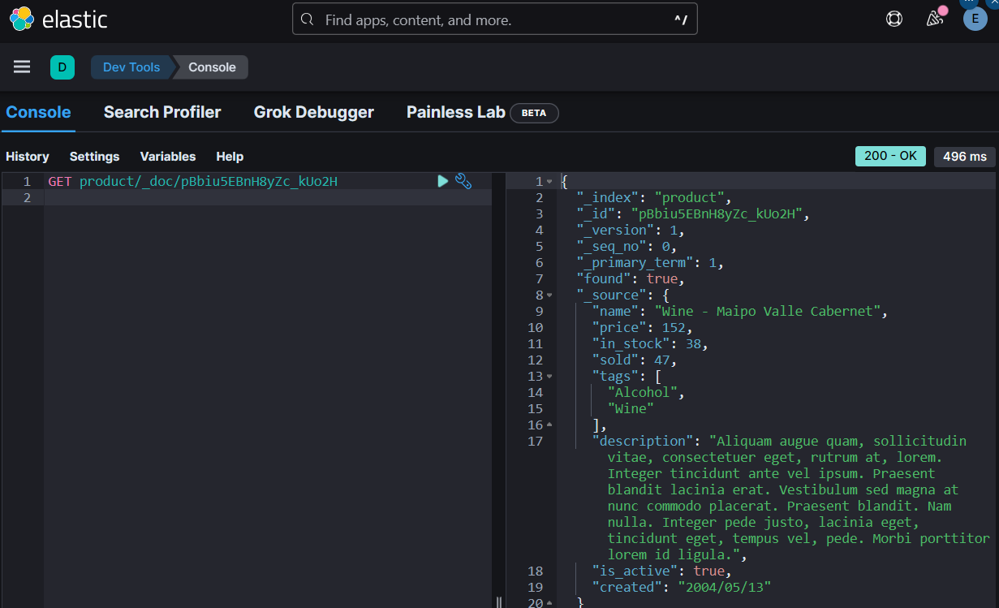 elastic
Find apps, content, and more.
^/
E
D
Dev Tools
Console
Console
Search Profiler
Grok Debugger
Painless Lab
BETA
History
Settings
Variables
Help
200 - OK
496 ms
1 GET product/_doc/pBbiu5EBnH8yZc_kUo2H
2
1 {
2 "_index": "product",
3 "_id": "pBbiu5EBnH8yZc_kUo2H",
4 "_version": 1,
5 "_seq_no": 0,
6 "_primary_term": 1,
7 "found": true,
8 "_source": {
9 "name": "Wine - Maipo Valle Cabernet",
10 "price": 152,
11 "in_stock": 38,
12 "sold": 47,
13 "tags": [
14 "Alcohol",
15 "Wine"
16 ],
17 "description": "Aliquam augue quam, sollicitudin
vitae, consectetuer eget, rutrum at, lorem.
Integer tincidunt ante vel ipsum. Praesent
blandit lacinia erat. Vestibulum sed magna at
nunc commodo placerat. Praesent blandit. Nam
nulla. Integer pede justo, lacinia eget,
tincidunt eget, tempus vel, pede. Morbi porttitor
lorem id ligula.",
18 "is_active": true,
19 "created": "2004/05/13"
20 }